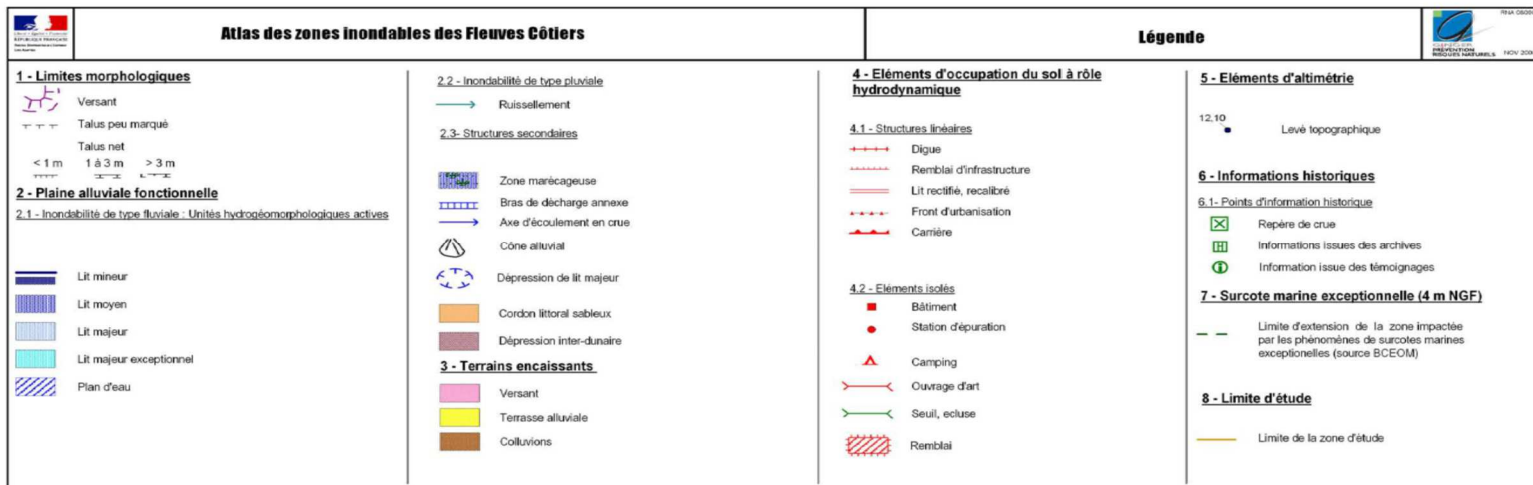 Atlas des zones inondables des Fleuves Côtiers
Légende
PRÉVENTION
RISQUES NATURELS
1 - Limites morphologiques
Versant
Talus peu marqué
Talus net
< 1 m 1 à 3 m > 3 m
2 - Plaine alluviale fonctionnelle
2.1 - Inondabilité de type fluviale : Unités hydrogéomorphologiques actives
Lit mineur
Lit moyen
Lit majeur
Lit majeur exceptionnel
Plan d'eau
2.2 - Inondabilité de type pluviale
Ruissellement
2.3- Structures secondaires
Zone marécageuse
Bras de décharge annexe
Axe d'écoulement en crue
Cône alluvial
Dépression de lit majeur
Cordon littoral sableux
Dépression inter-dunaire
3 - Terrains encaissants
Versant
Terrasse alluviale
Colluvions
4 - Eléments d'occupation du sol à rôle
hydrodynamique
4.1 - Structures linéaires
Digue
Remblai d'infrastructure
Lit rectifié, recalibré
Front d'urbanisation
Carrière
4.2 - Eléments isolés
Bâtiment
Station d'épuration
Camping
Ouvrage d'art
Seuil, ecluse
Remblai
5 - Eléments d'altimétrie
12,10
Levé topographique
6 - Informations historiques
6.1- Points d'information historique
Repère de crue
Informations issues des archives
Information issue des témoignages
7 - Surcote marine exceptionnelle (4 m NGF)
Limite d'extension de la zone impactée
par les phénomènes de surcotes marines
exceptionelles (source BCEOM)
8 - Limite d'étude
Limite de la zone d'étude